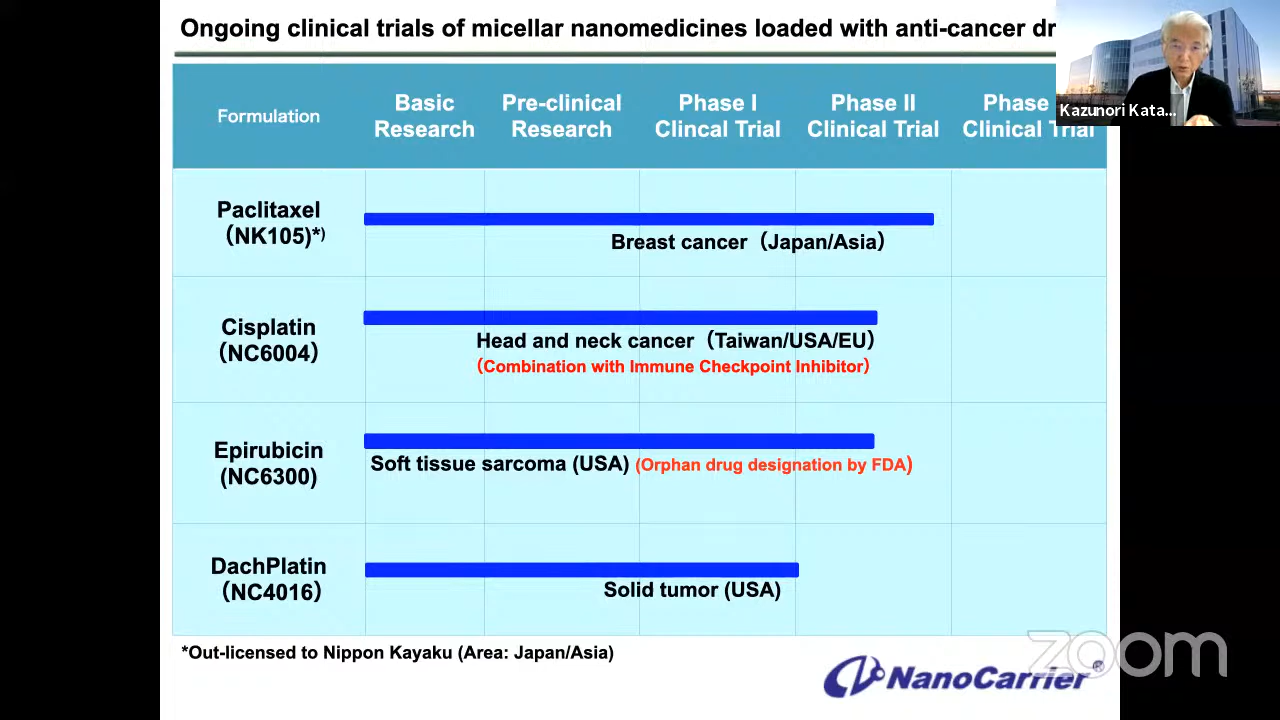 Ongoing clinical trials of micellar nanomedicines loaded with anti-cancer
Kazunori Kata...
Formulation
Basic Research
Pre-clinical Research
Phase I Clincal Trial
Phase II Clinical Trial
Phase Clinical Trial
Paclitaxel
（NK105)*)
Breast cancer（Japan/Asia）
Cisplatin
（NC6004）
Head and neck cancer（Taiwan/USA/EU）
（Combination with Immune Checkpoint Inhibitor）
Epirubicin
(NC6300)
Soft tissue sarcoma (USA) (Orphan drug designation by FDA)
DachPlatin
（NC4016）
Solid tumor (USA)
*Out-licensed to Nippon Kayaku (Area: Japan/Asia)
NanoCarrier®
zoom